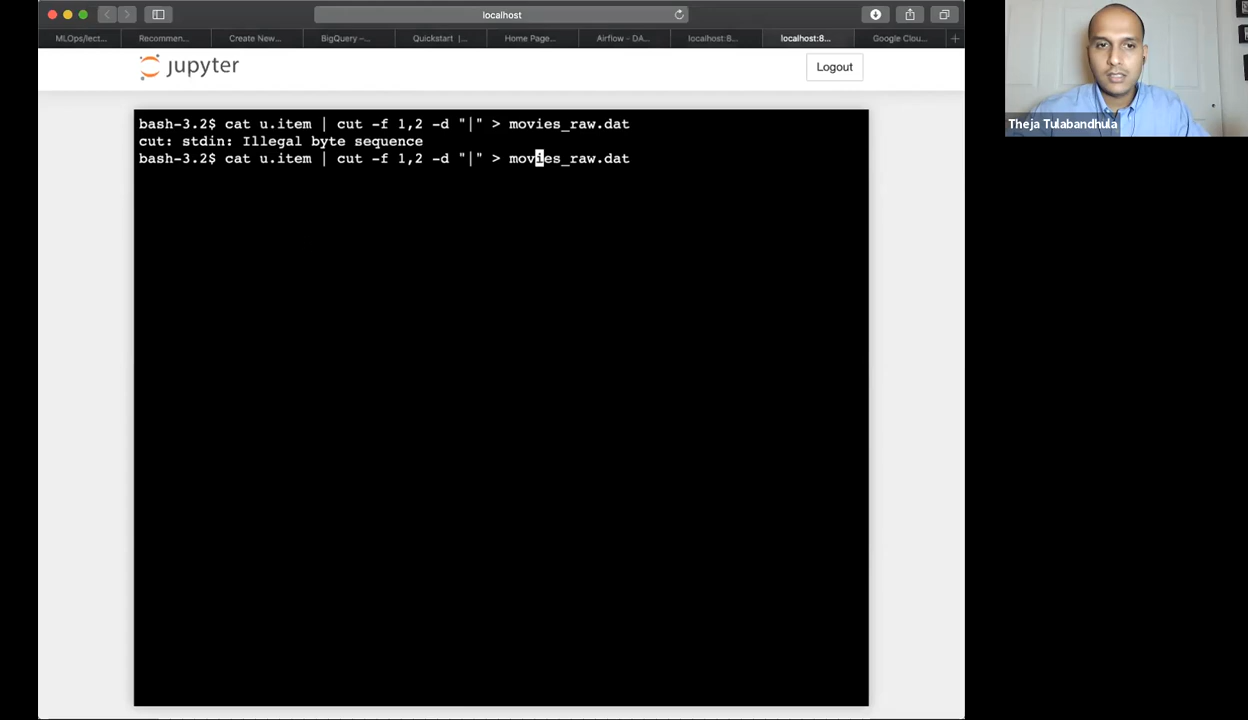 localhost
MLOps/lect...
Recommen...
Create New...
BigQuery —...
Quickstart |...
Home Page...
Airflow - DA...
localhost:8...
localhost:8...
Google Clou...
jupyter
Logout
bash-3.2$ cat u.item | cut -f 1,2 -d "|" > movies_raw.dat
cut: stdin: Illegal byte sequence
bash-3.2$ cat u.item | cut -f 1,2 -d "|" > movies_raw.dat
Theja Tulabandhula